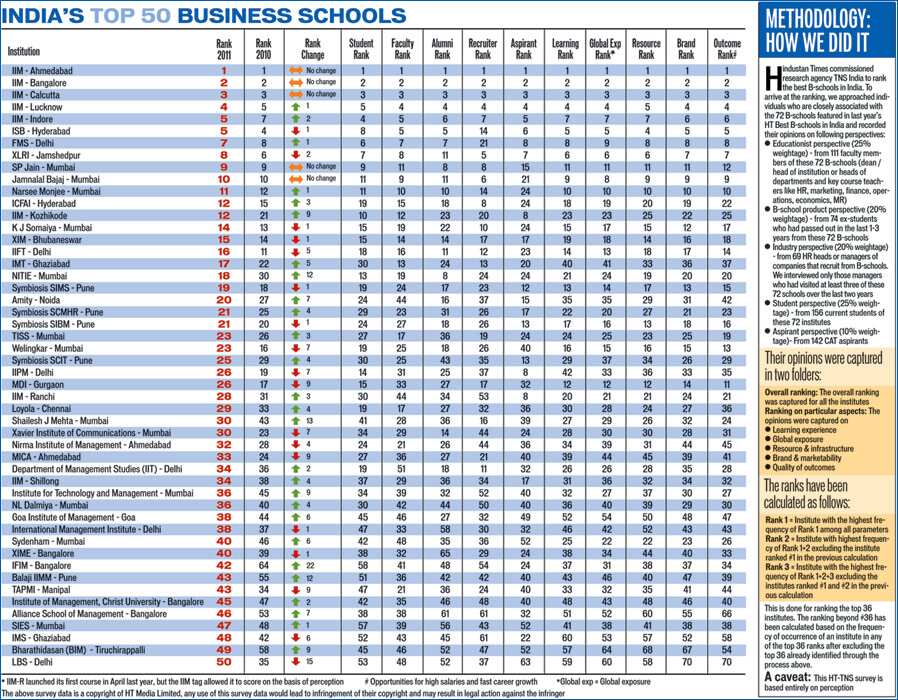 INDIA'S TOP 50 BUSINESS SCHOOLS
Institution Rank 2011 Rank 2010 Rank Change Student Rank Faculty Rank Alumni Rank Recruiter Rank Aspirant Rank Learning Rank Global Exp Rank* Resource Rank Brand Rank Outcome Rank#
IIM - Ahmedabad 1 1 No change 1 1 1 1 1 1 1 1 1 1
IIM - Bangalore 2 2 No change 2 2 2 2 2 2 2 2 2 2
IIM - Calcutta 3 3 No change 3 3 3 3 3 3 3 3 3 3
IIM - Lucknow 4 5 1 5 4 4 4 4 4 4 5 4 4
IIM - Indore 5 7 2 4 5 6 7 5 7 7 7 6 6
ISB - Hyderabad 5 4 1 8 5 5 14 6 5 5 4 5 5
FMS - Delhi 7 8 1 6 7 7 21 8 8 9 8 8 8
XLRI - Jamshedpur 8 6 2 7 8 11 5 7 6 6 6 7 7
SP Jain - Mumbai 9 9 No change 9 11 8 8 15 11 11 11 11 12
Jamnalal Bajaj - Mumbai 10 10 No change 11 9 11 6 21 9 8 9 9 9
Narsee Monjee - Mumbai 11 12 1 11 10 10 14 24 10 10 10 10 10
ICFAI - Hyderabad 12 15 3 19 15 18 8 24 18 19 20 19 22
IIM - Kozhikode 12 21 9 10 12 23 20 8 23 23 25 22 25
K J Somaiya - Mumbai 14 13 1 15 19 22 10 24 15 17 15 12 17
XIM - Bhubaneswar 15 14 1 15 14 14 17 17 19 18 14 16 18
IIFT - Delhi 16 11 5 18 16 11 12 23 14 13 18 17 14
IMT - Ghaziabad 17 22 5 30 13 24 13 20 40 41 33 36 37
NITIE - Mumbai 18 30 12 13 19 8 24 24 21 24 19 20 20
Symbiosis SIMS - Pune 19 18 1 19 24 17 23 12 13 14 17 13 15
Amity - Noida 20 27 7 24 44 16 37 15 35 35 29 31 42
Symbiosis SCMHR - Pune 21 25 4 29 23 31 26 17 22 20 27 21 23
Symbiosis SIBM - Pune 21 20 1 24 27 18 26 13 17 16 13 18 16
TISS - Mumbai 23 26 3 27 17 36 19 24 24 25 23 25 19
Welingkar - Mumbai 23 16 7 19 25 18 26 40 16 15 16 15 13
Symbiosis SCIT - Pune 25 29 4 30 25 43 35 13 29 37 34 26 29
IIPM - Delhi 26 19 7 14 31 25 37 8 42 33 36 33 35
MDI - Gurgaon 26 17 9 15 33 27 17 32 12 12 12 14 11
IIM - Ranchi 28 31 3 30 44 34 53 8 20 21 21 24 21
Loyola - Chennai 29 33 4 19 17 27 32 36 30 28 24 27 36
Shailesh J Mehta - Mumbai 30 43 13 41 28 36 16 39 27 29 26 32 24
Xavier Institute of Communications - Mumbai 30 23 7 34 29 14 44 24 28 30 30 28 31
Nirma Institute of Management - Ahmedabad 32 28 4 24 21 26 44 36 34 39 31 44 45
MICA - Ahmedabad 33 24 9 27 36 27 21 40 39 44 45 39 41
Department of Management Studies (IIT) - Delhi 34 36 2 19 51 18 11 32 26 26 28 35 28
IIM - Shillong 34 38 4 37 29 36 34 17 31 36 32 34 32
Institute for Technology and Management - Mumbai 36 45 9 34 39 32 52 40 32 27 37 30 27
NL Dalmiya - Mumbai 36 40 4 30 42 44 50 40 36 40 39 29 30
Goa Institute of Management - Goa 38 44 6 45 46 27 32 49 52 54 50 48 47
International Management Institute - Delhi 38 37 1 47 33 58 30 32 46 42 52 43 43
Sydenham - Mumbai 40 46 6 42 48 35 36 52 25 22 22 23 26
XIME - Bangalore 40 39 1 38 32 65 29 24 38 34 44 40 33
IFIM - Bangalore 42 64 22 58 41 48 54 24 37 31 38 37 34
Balaji IIMM - Pune 43 55 12 51 36 42 42 40 43 46 40 47 39
TAPMI - Manipal 43 34 9 47 21 36 24 40 33 32 35 41 44
Institute of Management, Christ University - Bangalore 45 47 2 42 35 46 48 40 48 43 48 46 40
Alliance School of Management - Bangalore 46 53 7 38 38 61 61 32 51 52 60 55 66
SIES - Mumbai 47 48 1 57 39 56 43 52 41 38 41 38 38
IMS - Ghaziabad 48 42 6 52 43 45 61 22 60 53 57 52 58
Bharathidasan (BIM) - Tiruchirappalli 49 58 9 45 46 52 47 52 57 64 68 67 54
LBS - Delhi 50 35 15 53 48 52 37 63 59 60 58 70 70
* IIM-R launched its first course in April last year, but the IIM tag allowed it to score on the basis of perception # Opportunities for high salaries and fast career growth *Global exp = Global exposure
The above survey data is a copyright of HT Media Limited, any use of this survey data would lead to infringement of their copyright and may result in legal action against the infringer
METHODOLOGY:
HOW WE DID IT
Hindustan Times commissioned
research agency TNS India to rank
the best B-schools in India. To
arrive at the ranking, we approached indi-
viduals who are closely associated with
the 72 B-schools featured in last year's
HT Best B-schools in India and recorded
their opinions on following perspectives:
● Educationist perspective (25%
weightage) - from 111 faculty mem-
bers of these 72 B-schools (dean /
head of institution or heads of
departments and key course teach-
ers like HR, marketing, finance, oper-
ations, economics, MR)
● B-school product perspective (20%
weightage) - from 74 ex-students
who had passed out in the last 1-3
years from these 72 B-schools
● Industry perspective (20% weightage)
- from 69 HR heads or managers of
companies that recruit from B-schools.
We interviewed only those managers
who had visited at least three of these
72 schools over the last two years
● Student perspective (25% weigh-
tage) - from 156 current students of
these 72 institutes
● Aspirant perspective (10% weigh-
tage)- From 142 CAT aspirants
Their opinions were captured
in two folders:
Overall ranking: The overall ranking
was captured for all the institutes
Ranking on particular aspects: The
opinions were captured on
● Learning experience
● Global exposure
● Resource & infrastructure
● Brand & marketability
● Quality of outcomes
The ranks have been
calculated as follows:
Rank 1 = Institute with the highest fre-
quency of Rank 1 among all parameters
Rank 2 = Institute with highest frequen-
cy of Rank 1+2 excluding the institute
ranked #1 in the previous calculation
Rank 3 = Institute with the highest fre-
quency of Rank 1+2+3 excluding the
institutes ranked #1 and #2 in the previ-
ous calculation
This is done for ranking the top 36
institutes. The ranking beyond #36 has
been calculated based on the frequen-
cy of occurrence of an institute in any
of the top 36 ranks after excluding the
top 36 already identified through the
process above.
A caveat: This HT-TNS survey is
based entirely on perception